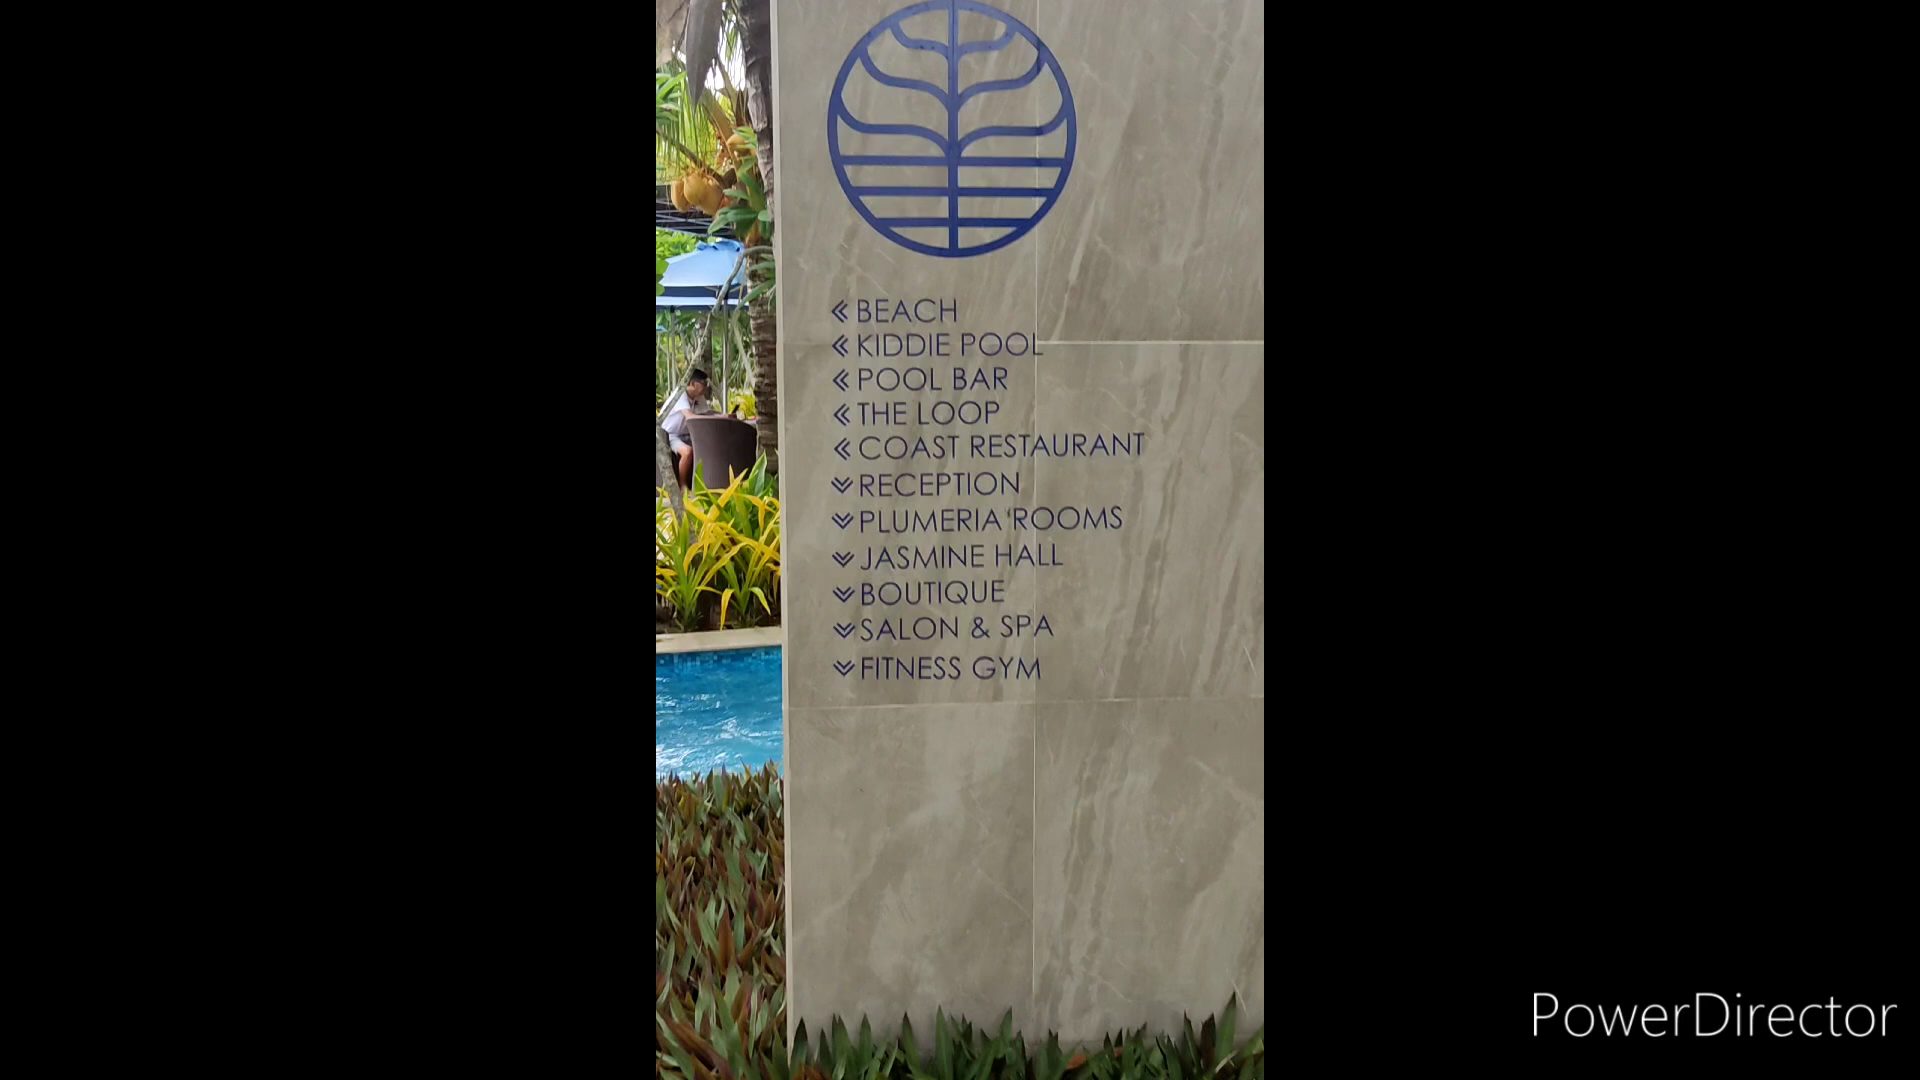 BEACH
KIDDIE POOL
POOL BAR
THE LOOP
COAST RESTAURANT
RECEPTION
PLUMERIA ROOMS
JASMINE HALL
BOUTIQUE
SALON & SPA
FITNESS GYM
PowerDirector